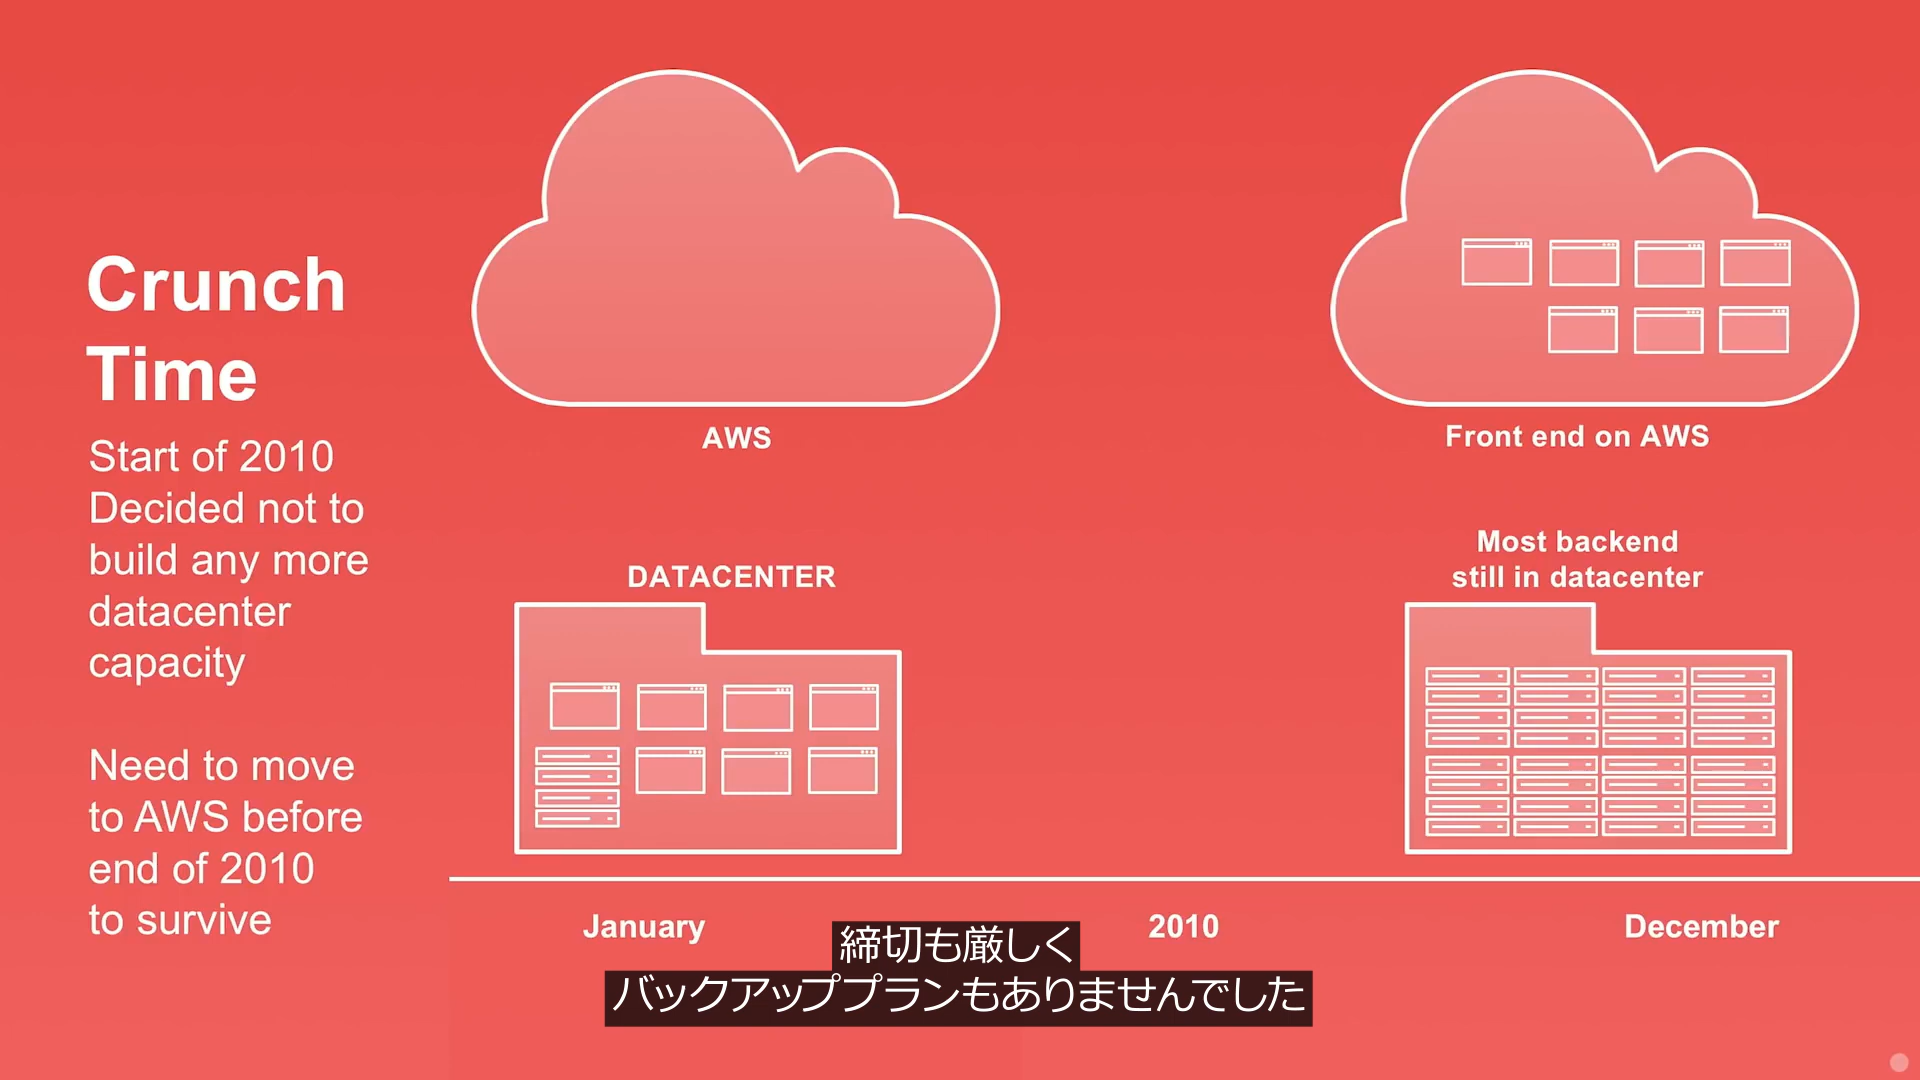 Crunch
Time
Start of 2010
Decided not to
build any more
datacenter
capacity
Need to move
to AWS before
end of 2010
to survive
AWS
DATACENTER
Front end on AWS
Most backend
still in datacenter
January
2010
December
締切も厳しく
バックアッププランもありませんでした